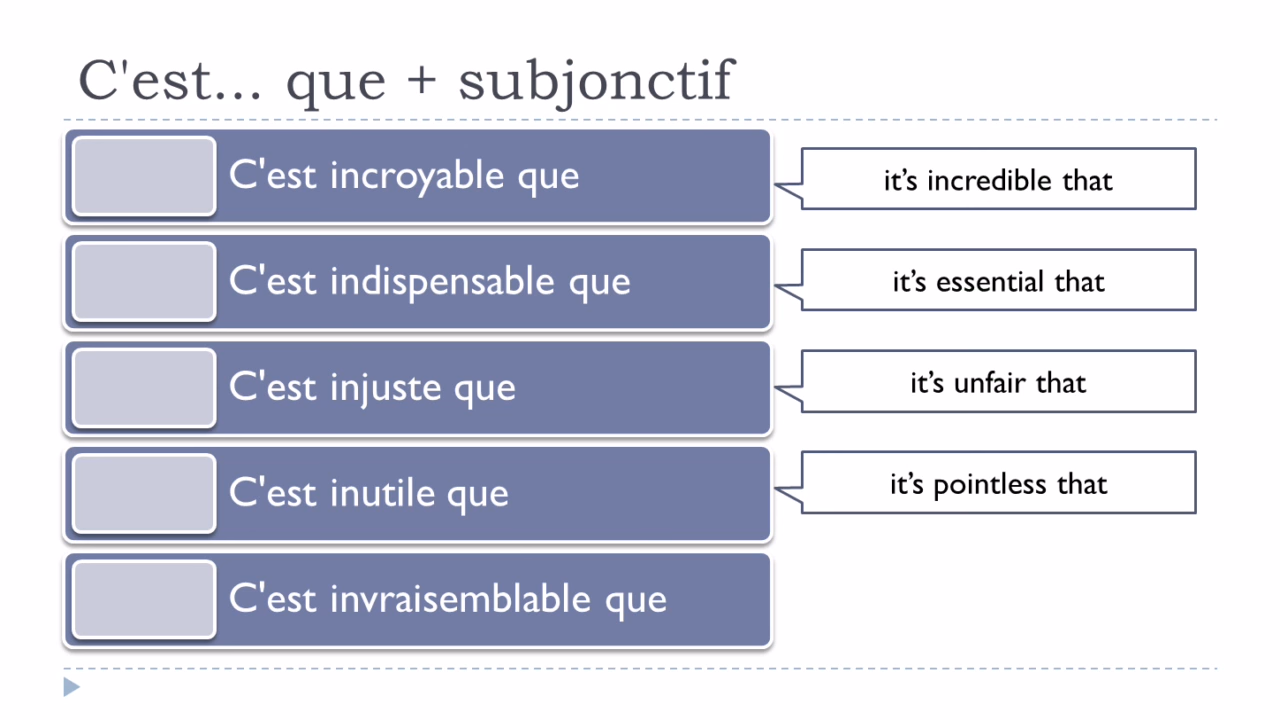 C'est... que + subjonctif
C'est incroyable que
it’s incredible that
C'est indispensable que
it’s essential that
C'est injuste que
it’s unfair that
C'est inutile que
it’s pointless that
C'est invraisemblable que